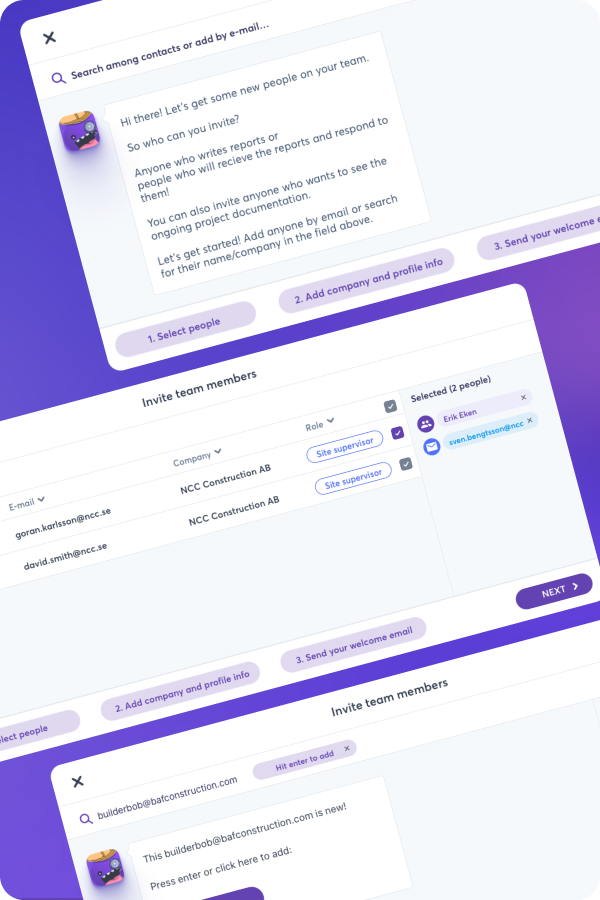 Search among contacts or add by e-mail...
Hi there! Let's get some new people on your team.
So who can you invite?
Anyone who writes reports or
people who will recieve the reports and respond to
them!
You can also invite anyone who wants to see the
ongoing project documentation.
Let's get started! Add anyone by email or search
for their name/company in the field above.
1. Select people
2. Add company and profile info
3. Send your welcome e
Invite team members
E-mail
Company
Role
Selected (2 people)
goran.karlsson@ncc.se
NCC Construction AB
Site supervisor
Erik Eken
david.smith@ncc.se
NCC Construction AB
Site supervisor
sven.bengtsson@ncc
NEXT
elect people
2. Add company and profile info
3. Send your welcome email
Invite team members
builderbob@bafconstruction.com
Hit enter to add
This builderbob@bafconstruction.com is new!
Press enter or click here to add: